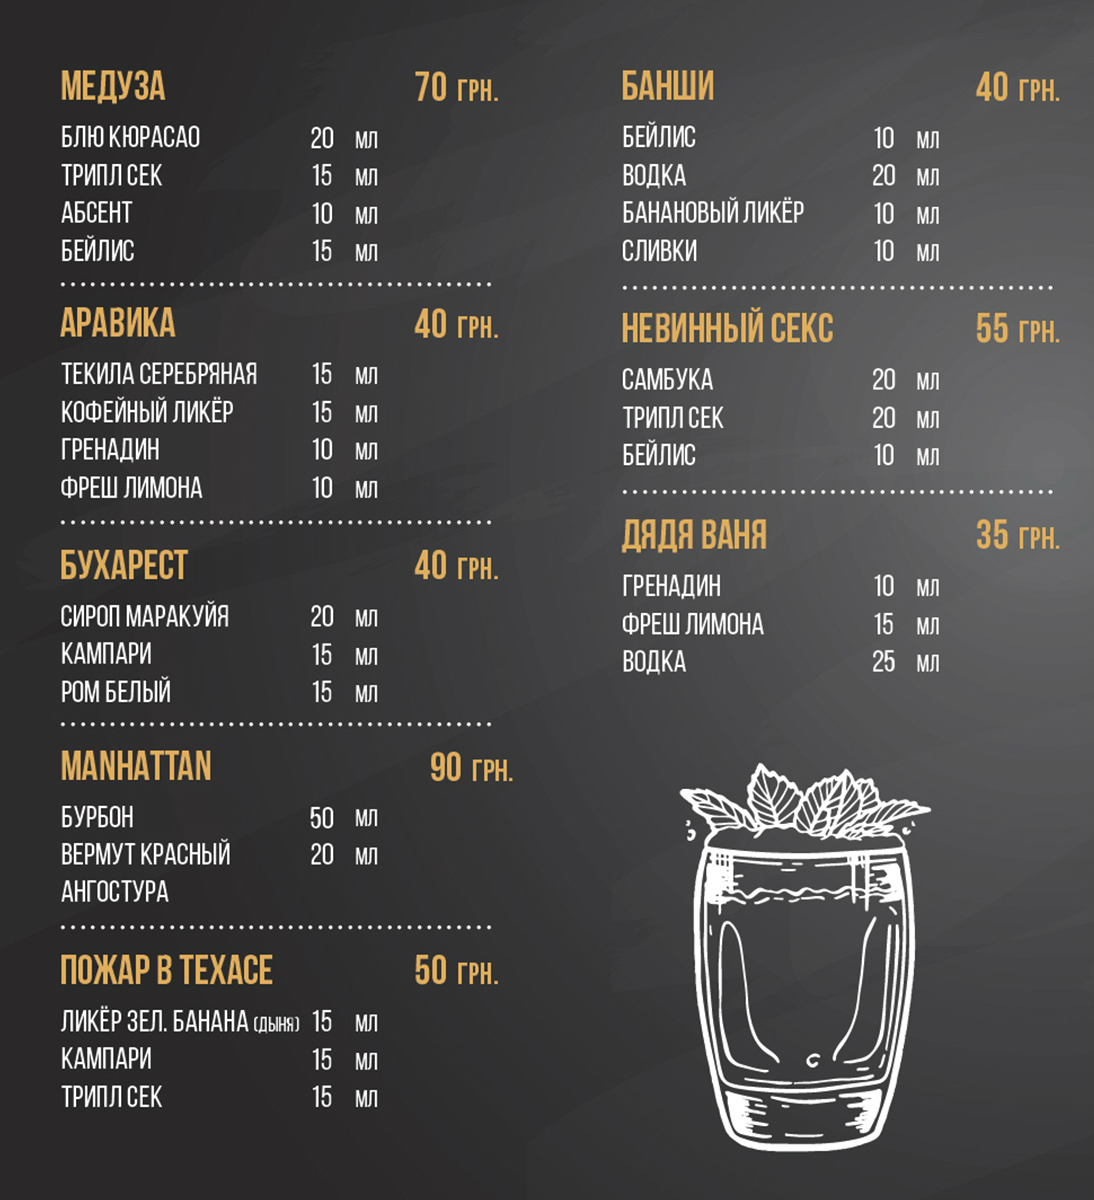 МЕДУЗА 70 ГРН.
БЛЮ КЮРАСАО 20 МЛ
ТРИПЛ СЕК 15 МЛ
АБСЕНТ 10 МЛ
БЕЙЛИС 15 МЛ
АРАВИКА 40 ГРН.
ТЕКИЛА СЕРЕБРЯНАЯ 15 МЛ
КОФЕЙНЫЙ ЛИКЁР 15 МЛ
ГРЕНАДИН 10 МЛ
ФРЕШ ЛИМОНА 10 МЛ
БУХАРЕСТ 40 ГРН.
СИРОП МАРАКУЙЯ 20 МЛ
КАМПАРИ 15 МЛ
РОМ БЕЛЫЙ 15 МЛ
MANHATTAN 90 ГРН.
БУРБОН 50 МЛ
ВЕРМУТ КРАСНЫЙ 20 МЛ
АНГОСТУРА
ПОЖАР В ТЕХАСЕ 50 ГРН.
ЛИКЁР ЗЕЛ. БАНАНА (ДЫНЯ) 15 МЛ
КАМПАРИ 15 МЛ
ТРИПЛ СЕК 15 МЛ
БАНШИ 40 ГРН.
БЕЙЛИС 10 МЛ
ВОДКА 20 МЛ
БАНАНОВЫЙ ЛИКЁР 10 МЛ
СЛИВКИ 10 МЛ
НЕВИННЫЙ СЕКС 55 ГРН.
САМБУКА 20 МЛ
ТРИПЛ СЕК 20 МЛ
БЕЙЛИС 10 МЛ
ДЯДЯ ВАНЯ 35 ГРН.
ГРЕНАДИН 10 МЛ
ФРЕШ ЛИМОНА 15 МЛ
ВОДКА 25 МЛ